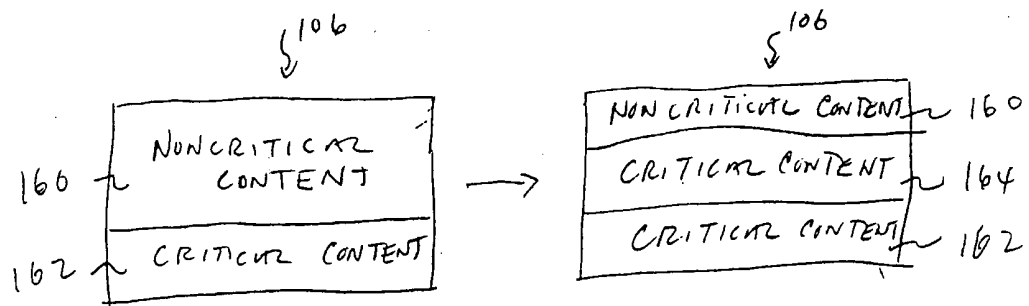 106
NONCRITICAL
CONTENT
160
CRITICAL CONTENT
162
106
NONCRITICAL CONTENT
160
CRITICAL CONTENT
164
CRITICAL CONTENT
162